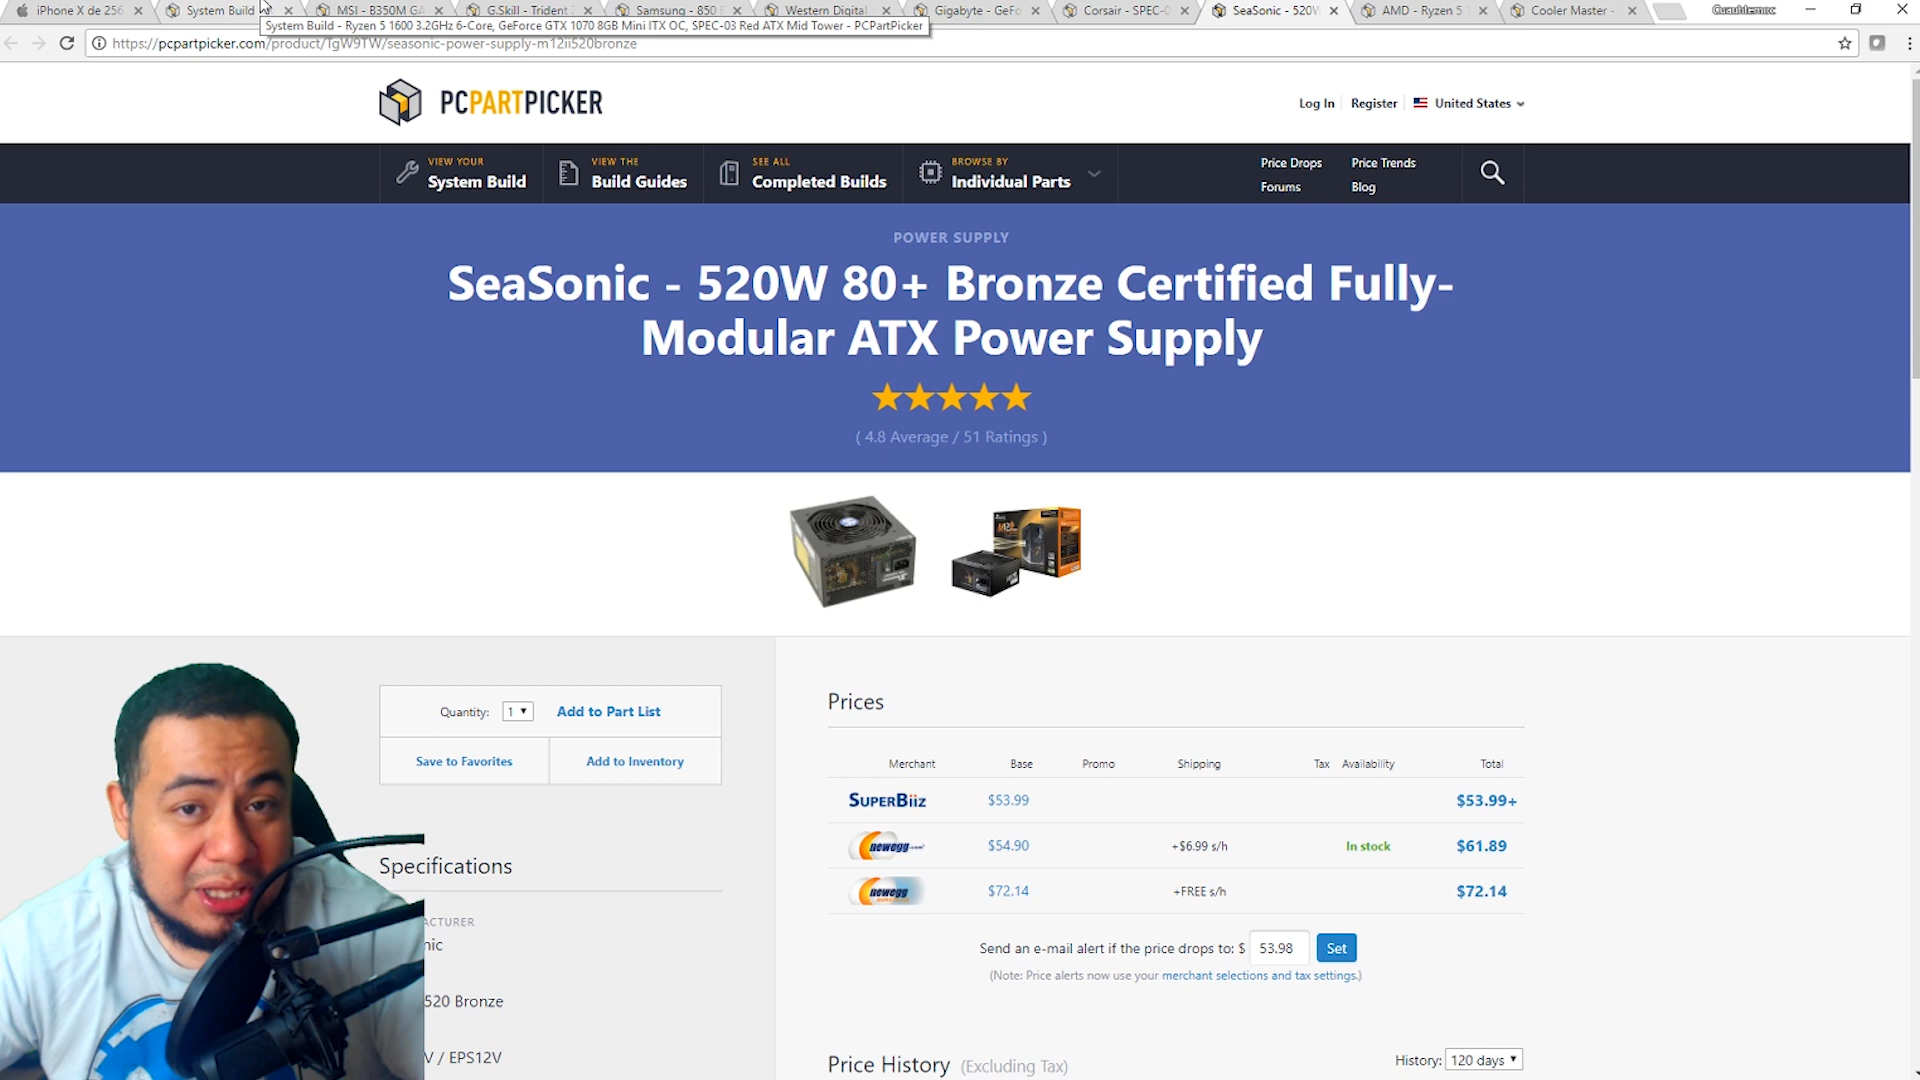 iPhone X de 256
System Build
MSI - B350M GA
G.Skill - Trident Z
Samsung - 850 E
Western Digital
Gigabyte - GeFo
Corsair - SPEC-0
SeaSonic - 520W
AMD - Ryzen 5 1
Cooler Master -
Cuauhtemoc
System Build - Ryzen 5 1600 3.2GHz 6-Core, GeForce GTX 1070 8GB Mini ITX OC, SPEC-03 Red ATX Mid Tower - PCPartPicker
https://pcpartpicker.com/product/TgW9TW/seasonic-power-supply-m12ii520bronze
PCPARTPICKER
Log In
Register
United States
VIEW YOUR
System Build
VIEW THE
Build Guides
SEE ALL
Completed Builds
BROWSE BY
Individual Parts
Price Drops
Price Trends
Forums
Blog
POWER SUPPLY
SeaSonic - 520W 80+ Bronze Certified Fully-
Modular ATX Power Supply
( 4.8 Average / 51 Ratings )
Quantity: 1
Add to Part List
Save to Favorites
Add to Inventory
Specifications
ACTURER
nic
520 Bronze
V / EPS12V
Prices
Merchant Base Promo Shipping Tax Availability Total
SUPERBIIZ $53.99 $53.99+
newegg.com $54.90 +$6.99 s/h In stock $61.89
newegg $72.14 +FREE s/h $72.14
Send an e-mail alert if the price drops to: $ 53.98 Set
(Note: Price alerts now use your merchant selections and tax settings.)
Price History (Excluding Tax)
History: 120 days